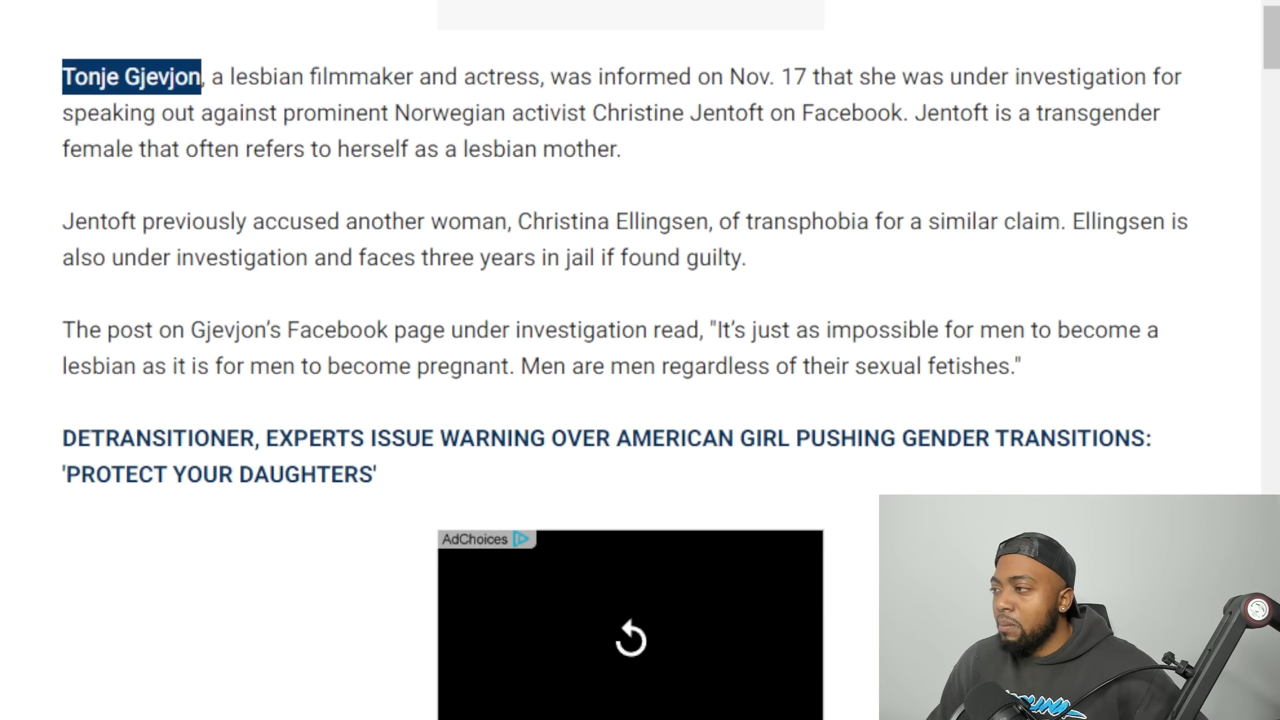 Tonje Gjevjon, a lesbian filmmaker and actress, was informed on Nov. 17 that she was under investigation for
speaking out against prominent Norwegian activist Christine Jentoft on Facebook. Jentoft is a transgender
female that often refers to herself as a lesbian mother.
Jentoft previously accused another woman, Christina Ellingsen, of transphobia for a similar claim. Ellingsen is
also under investigation and faces three years in jail if found guilty.
The post on Gjevjon’s Facebook page under investigation read, "It’s just as impossible for men to become a
lesbian as it is for men to become pregnant. Men are men regardless of their sexual fetishes."
DETRANSITIONER, EXPERTS ISSUE WARNING OVER AMERICAN GIRL PUSHING GENDER TRANSITIONS:
'PROTECT YOUR DAUGHTERS'
AdChoices